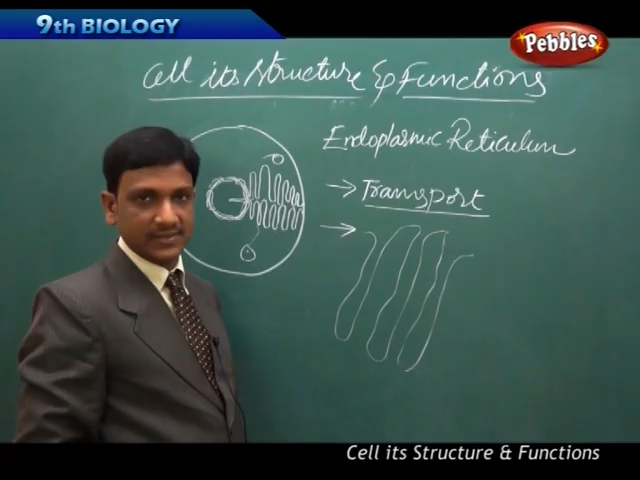 9th BIOLOGY
Pebbles
Cell its Structure & Functions
Endoplasmic Reticulum
→ Transport
→
Cell its Structure & Functions